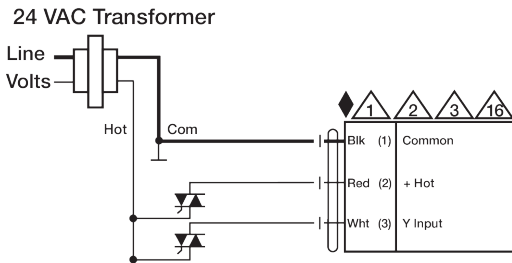 24 VAC Transformer
Line
Volts
1 2 3 16
Hot Com
Blk (1) Common
Red (2) + Hot
Wht (3) Y Input